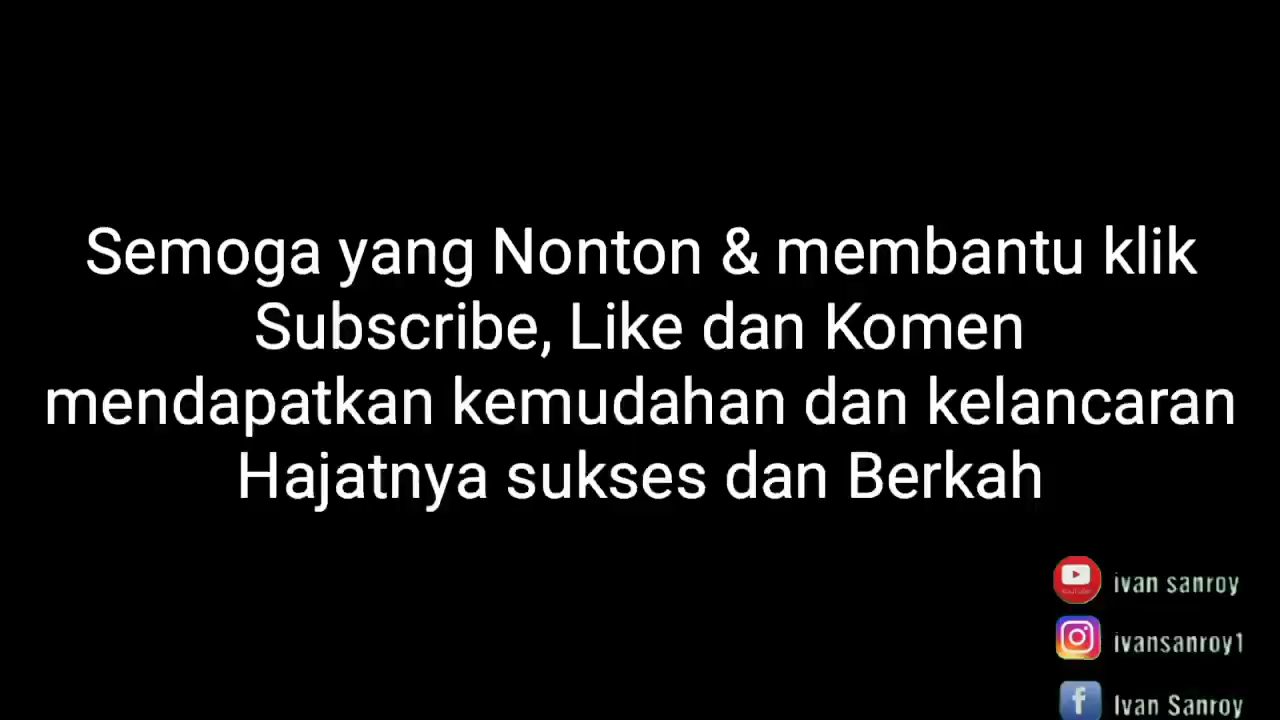 Semoga yang Nonton & membantu klik
Subscribe, Like dan Komen
mendapatkan kemudahan dan kelancaran
Hajatnya sukses dan Berkah
ivan sanroy
ivansanroy1
Ivan Sanroy